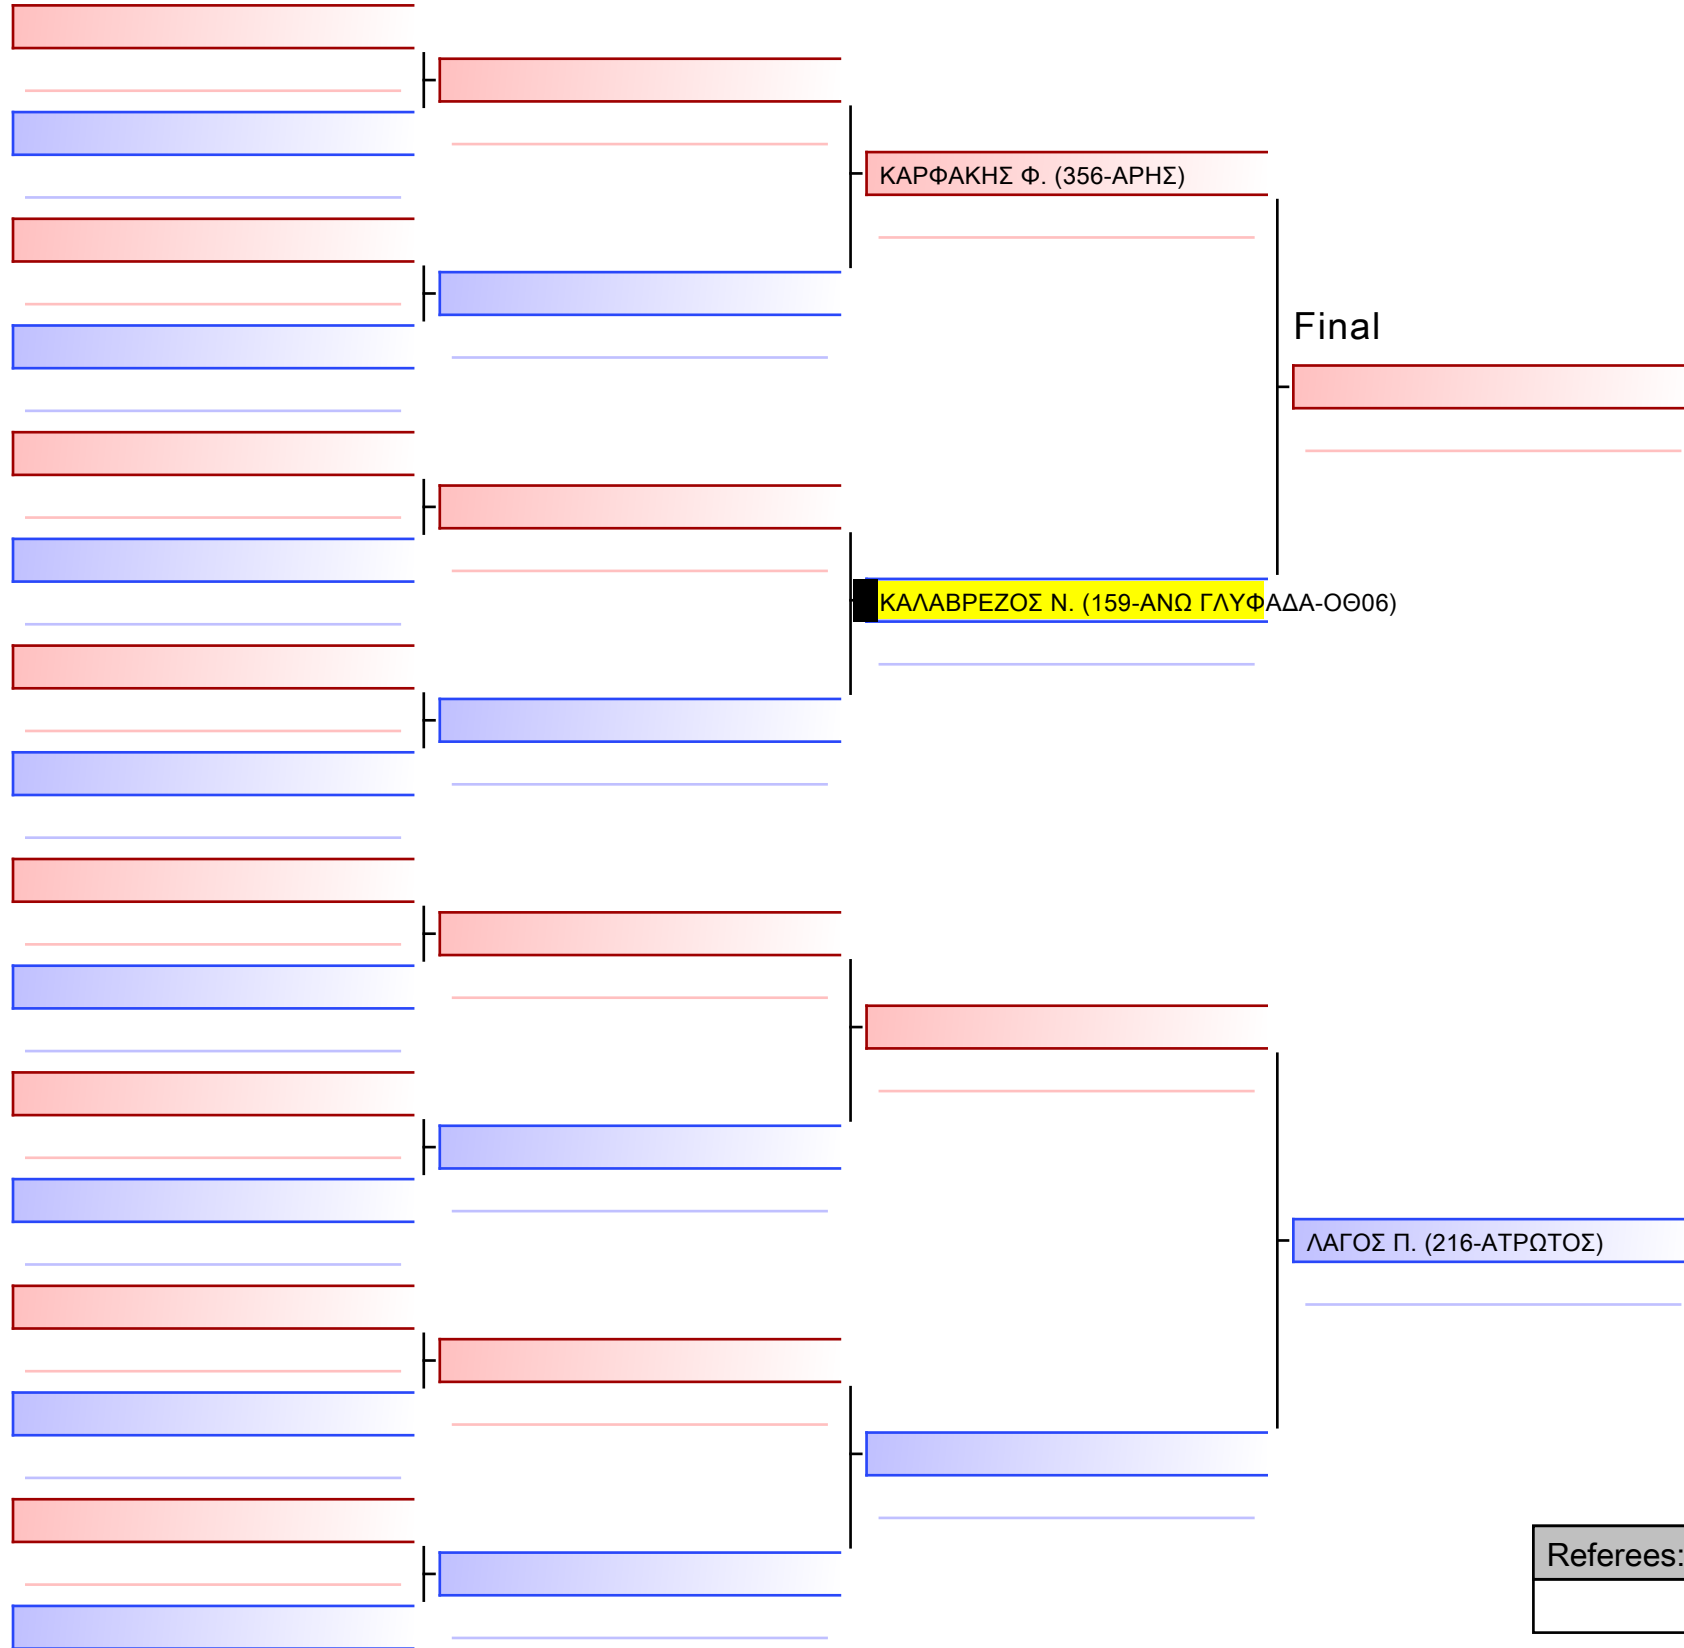 ΚΑΡΦΑΚΗΣ Φ. (356-ΑΡΗΣ)
Final
ΚΑΛΑΒΡΕΖΟΣ Ν. (159-ΑΝΩ ΓΛΥΦΑΔΑ-ΟΘ06)
ΛΑΓΟΣ Π. (216-ΑΤΡΩΤΟΣ)
Referees: